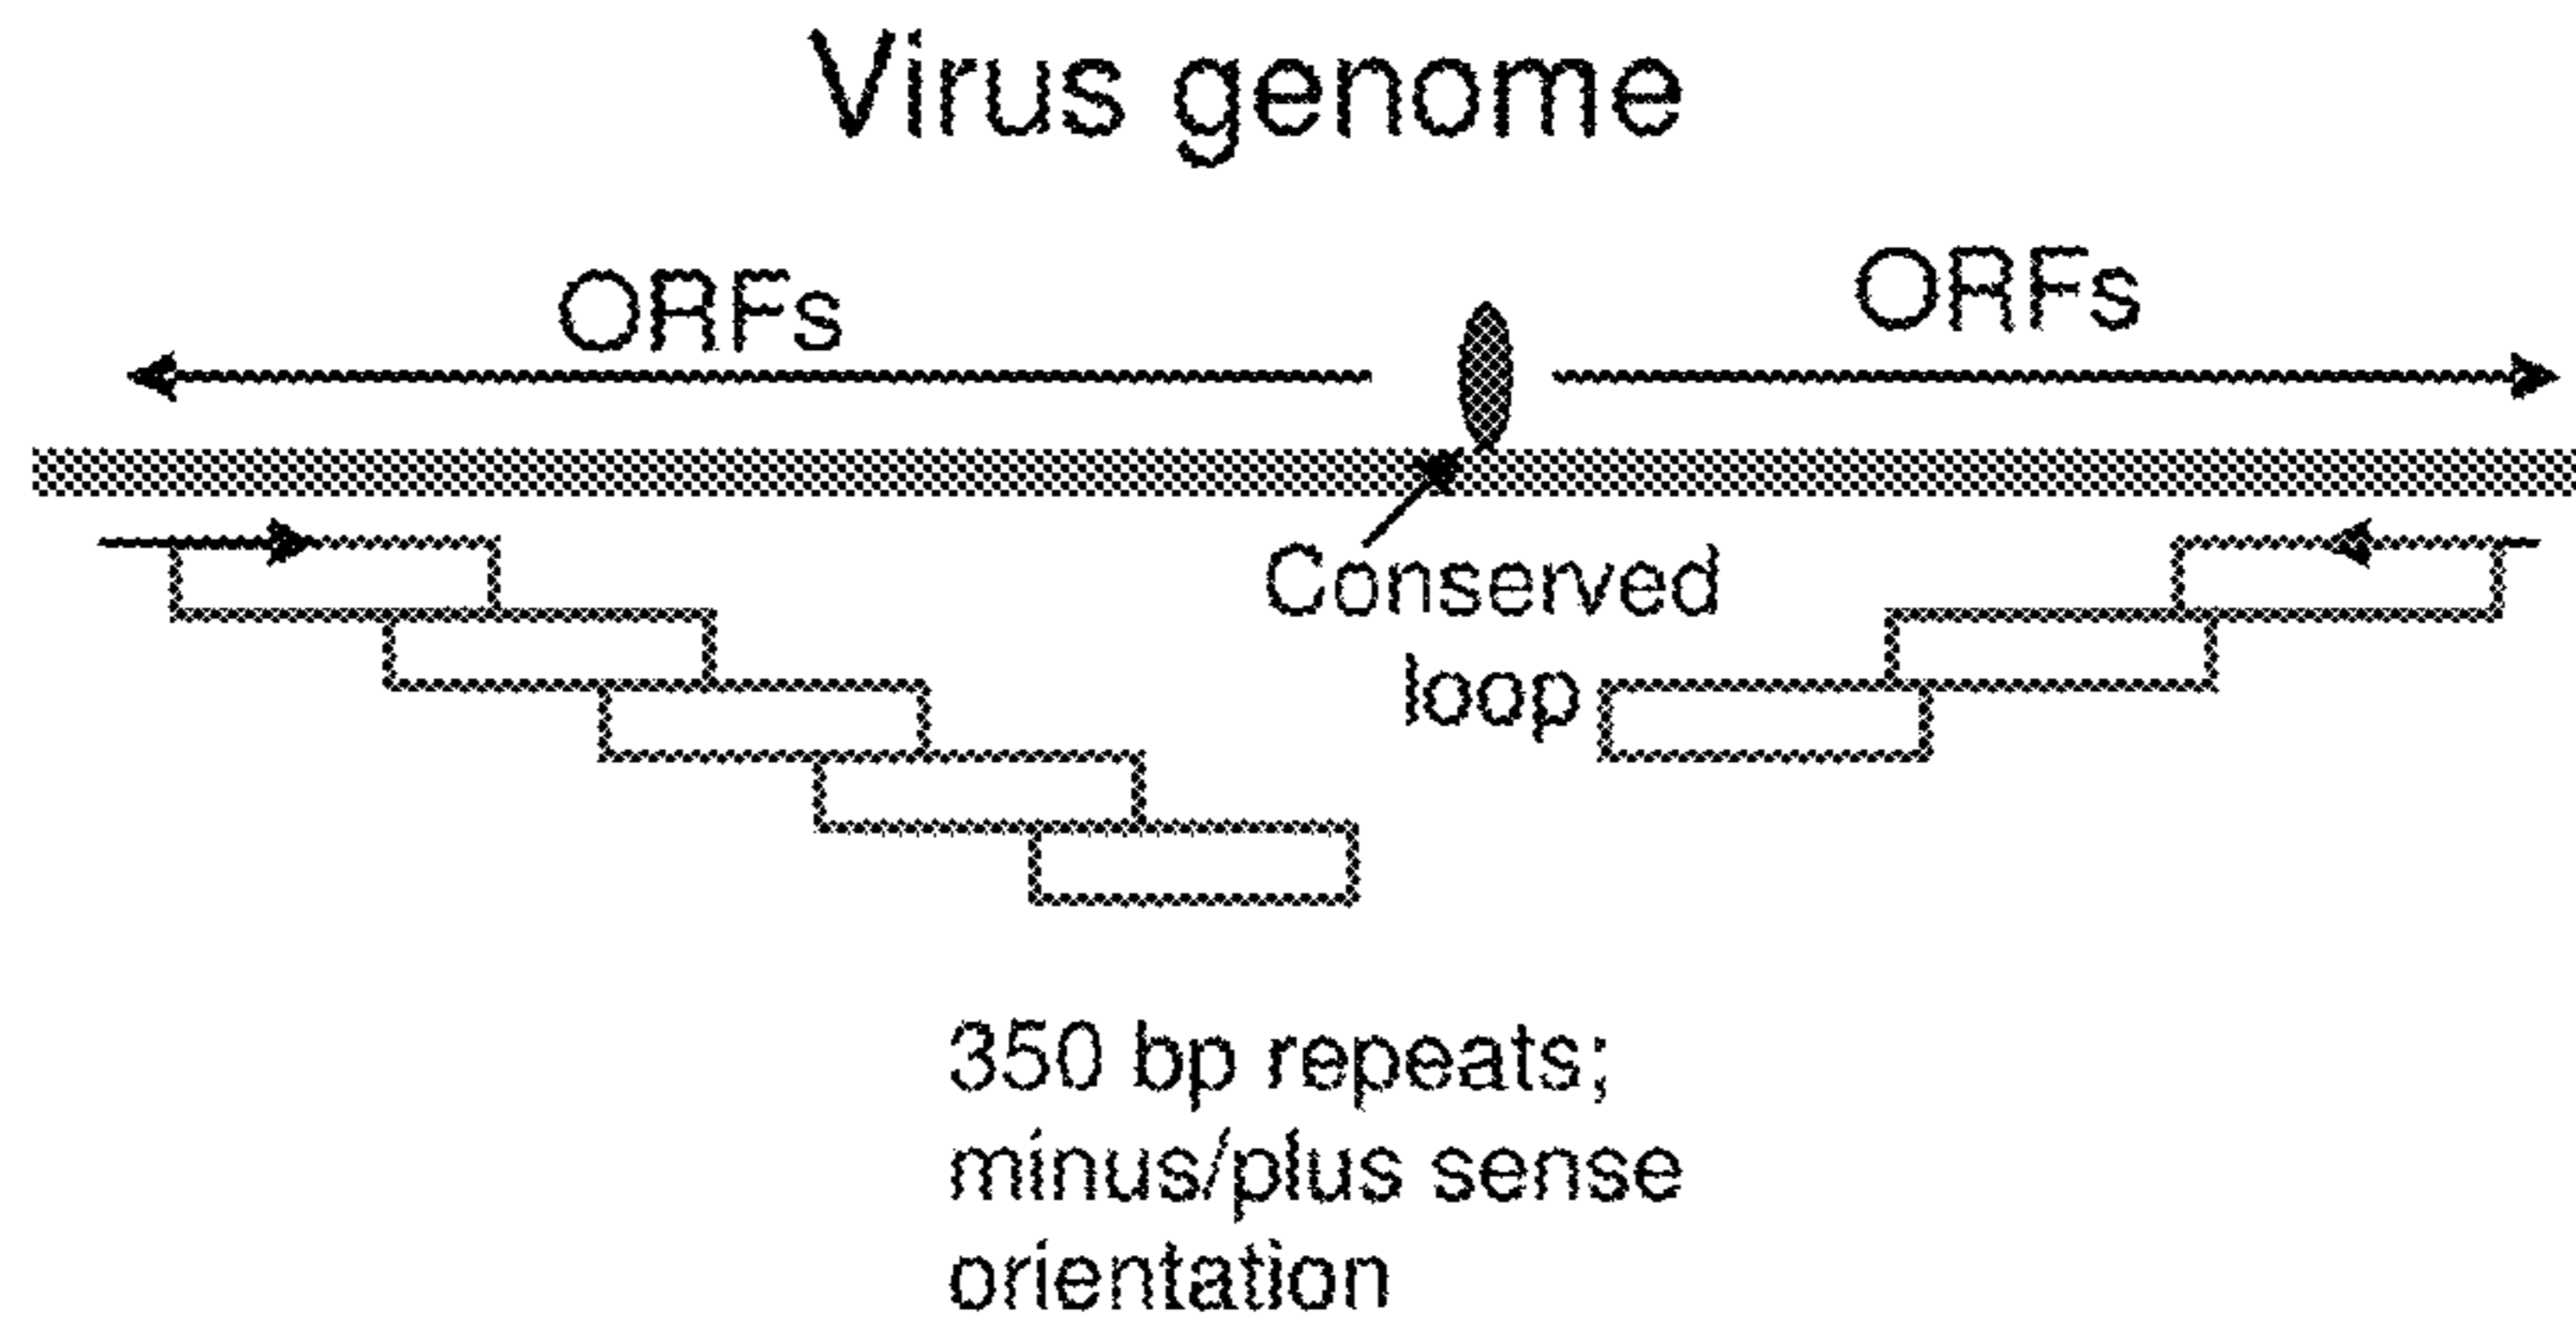 Virus genome
ORFs
ORFs
Conserved
loop
350 bp repeats;
minus/plus sense
orientation